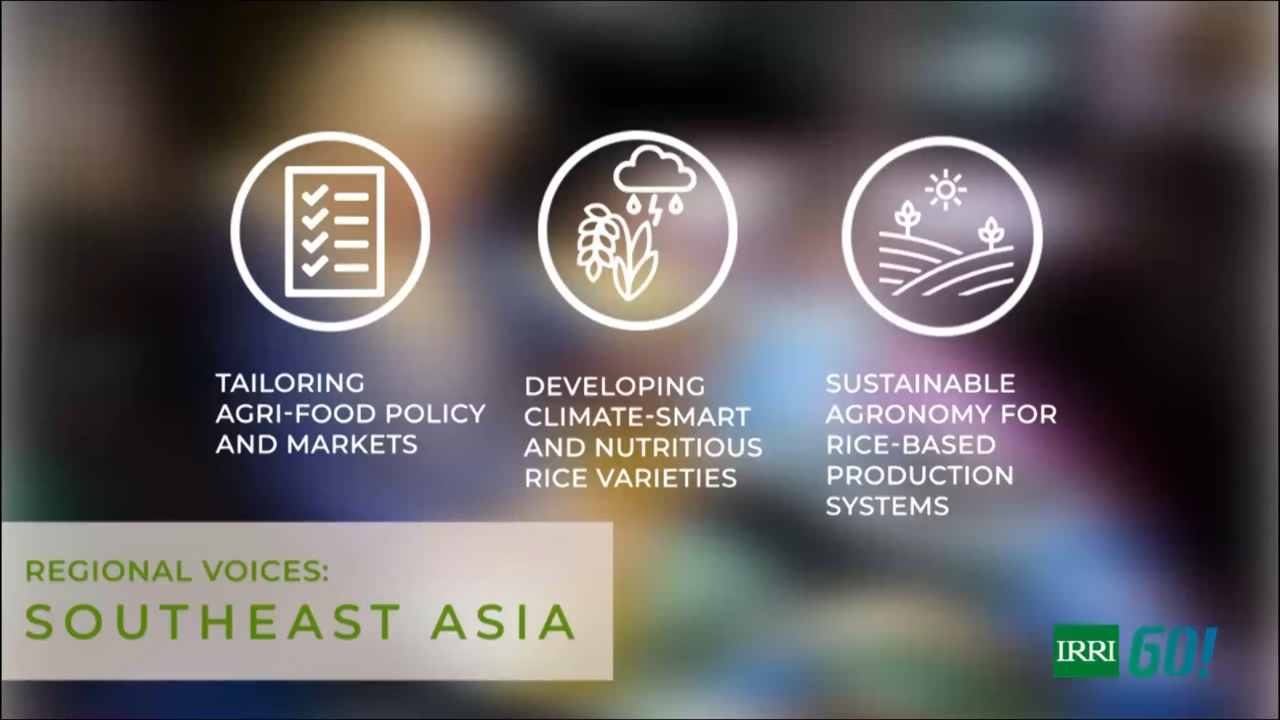 TAILORING
AGRI-FOOD POLICY
AND MARKETS
DEVELOPING
CLIMATE-SMART
AND NUTRITIOUS
RICE VARIETIES
SUSTAINABLE
AGRONOMY FOR
RICE-BASED
PRODUCTION
SYSTEMS
REGIONAL VOICES:
SOUTHEAST ASIA
IRRI 60!